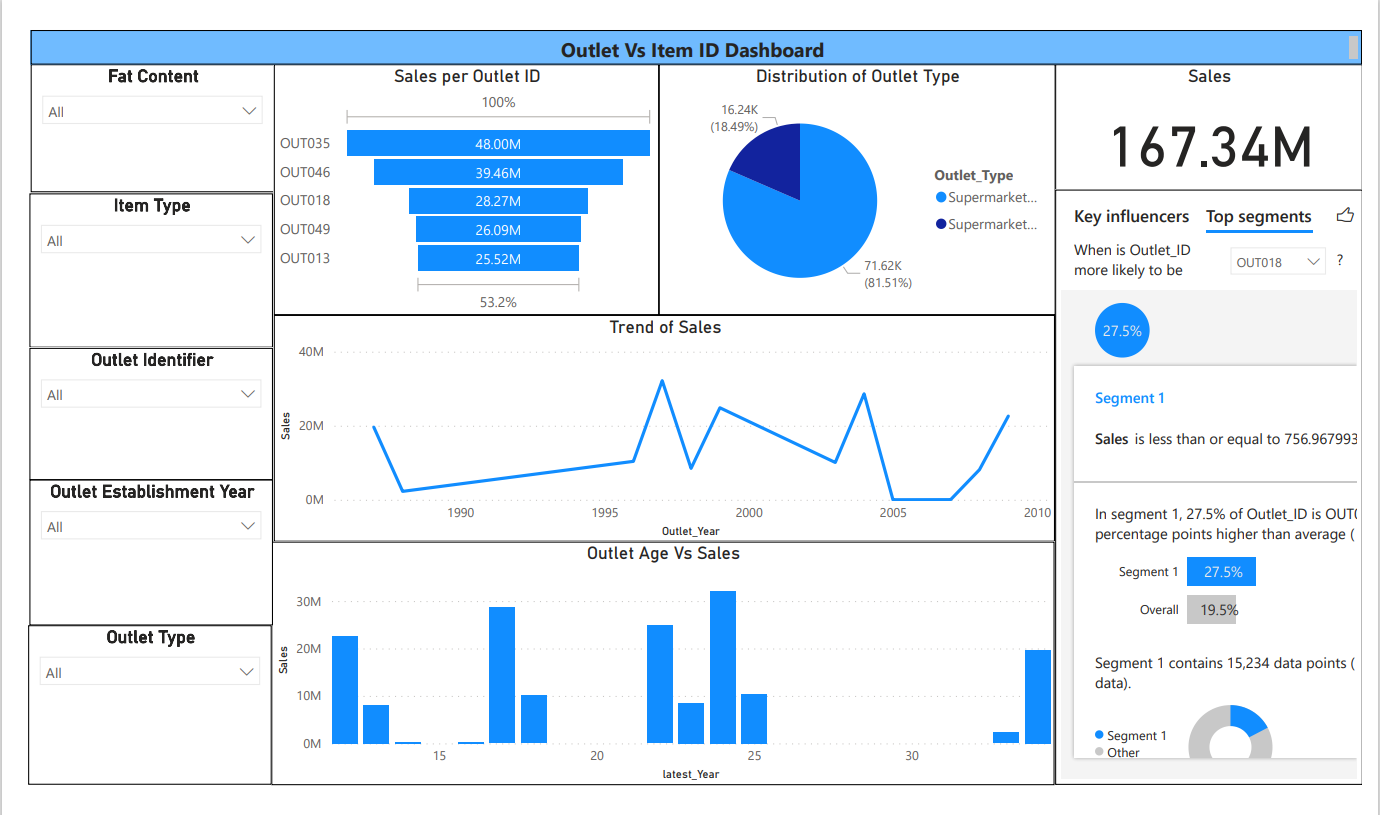 Outlet Vs Item ID Dashboard
Fat Content
All
Item Type
All
Outlet Identifier
All
Outlet Establishment Year
All
Outlet Type
All
Sales per Outlet ID
100%
OUT035 48.00M
OUT046 39.46M
OUT018 28.27M
OUT049 26.09M
OUT013 25.52M
53.2%
Distribution of Outlet Type
16.24K
(18.49%)
71.62K
(81.51%)
Outlet_Type
Supermarket...
Supermarket...
Sales
167.34M
Trend of Sales
Sales
40M
20M
0M
1990 1995 2000 2005 2010
Outlet_Year
Outlet Age Vs Sales
Sales
30M
20M
10M
0M
15 20 25 30
latest_Year
Key influencers Top segments
When is Outlet_ID
more likely to be
OUT018 ?
27.5%
Segment 1
Sales is less than or equal to 756.967993
In segment 1, 27.5% of Outlet_ID is OUT0
percentage points higher than average (
Segment 1 27.5%
Overall 19.5%
Segment 1 contains 15,234 data points (
data).
Segment 1
Other